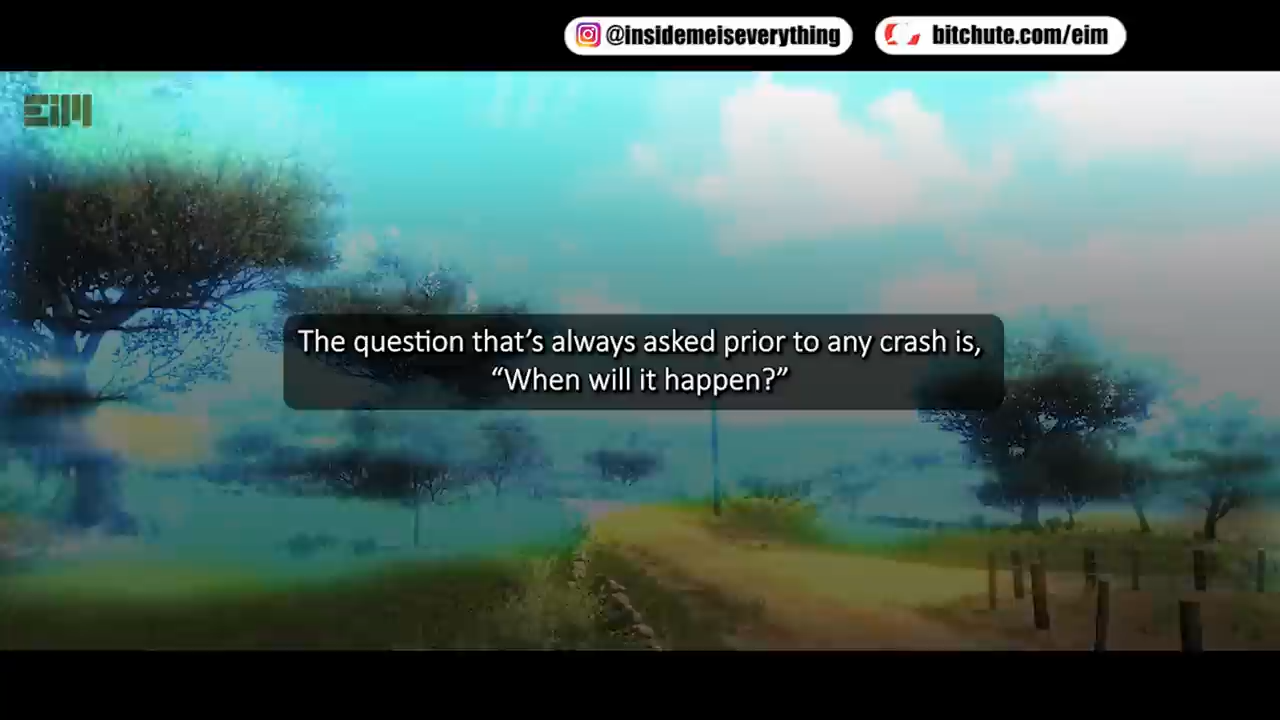 @insidemeiseverything
bitchute.com/eim
EiM
The question that’s always asked prior to any crash is,
“When will it happen?”